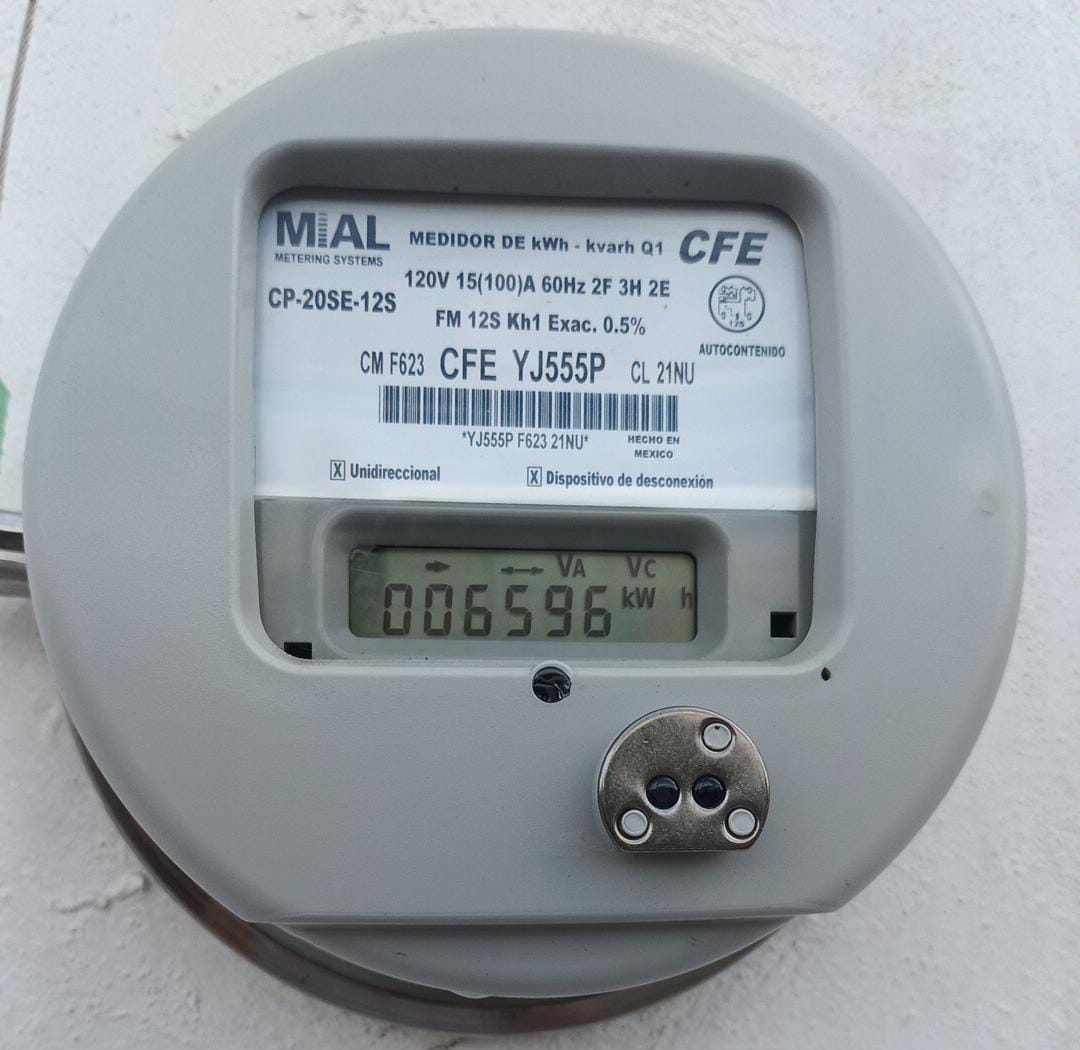 MIAL
METERING SYSTEMS
MEDIDOR DE kWh - kvarh Q1
CFE
120V 15(100)A 60Hz 2F 3H 2E
CP-20SE-12S
FM 12S Kh1 Exac. 0.5%
12S
AUTOCONTENIDO
CM F623 CFE YJ555P CL 21NU
*YJ555P F623 21NU*
HECHO EN
MEXICO
X Unidireccional
X Dispositivo de desconexión
VA VC
006596 kW h